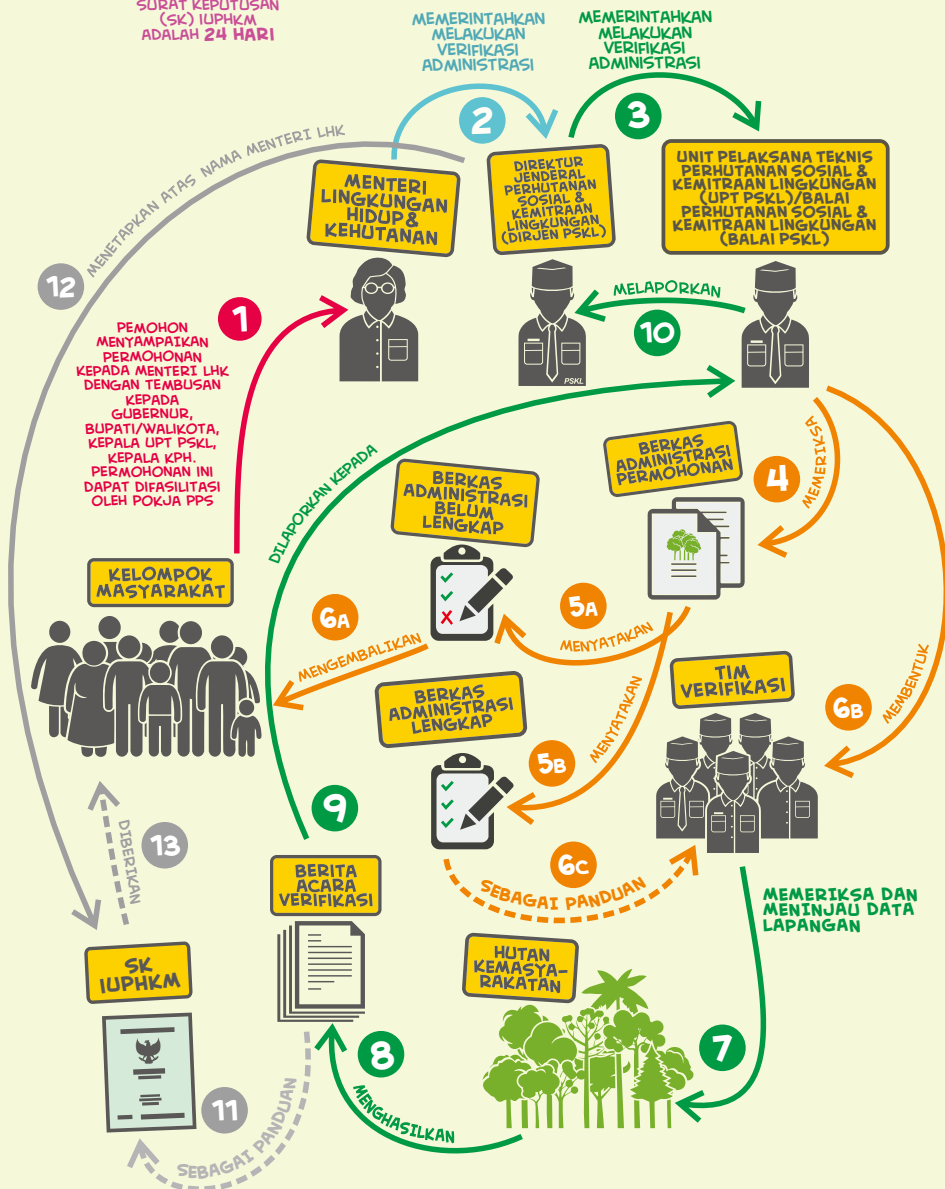 SURAT KEPUTUSAN
(SK) IUPHKM
ADALAH 24 HARI
MEMERINTAHKAN
MELAKUKAN
VERIFIKASI
ADMINISTRASI
MEMERINTAHKAN
MELAKUKAN
VERIFIKASI
ADMINISTRASI
2
3
MENETAPKAN ATAS NAMA MENTERI LHK
12
MENTERI
LINGKUNGAN
HIDUP &
KEHUTANAN
DIREKTUR
JENDERAL
PERHUTANAN
SOSIAL &
KEMITRAAN
LINGKUNGAN
(DIRJEN PSKL)
UNIT PELAKSANA TEKNIS
PERHUTANAN SOSIAL &
KEMITRAAN LINGKUNGAN
(UPT PSKL)/BALAI
PERHUTANAN SOSIAL &
KEMITRAAN LINGKUNGAN
(BALAI PSKL)
1
PEMOHON
MENYAMPAIKAN
PERMOHONAN
KEPADA MENTERI LHK
DENGAN TEMBUSAN
KEPADA
GUBERNUR,
BUPATI/WALIKOTA,
KEPALA UPT PSKL,
KEPALA KPH.
PERMOHONAN INI
DAPAT DIFASILITASI
OLEH POKJA PPS
PSKL
MELAPORKAN
10
DILAPORKAN KEPADA
BERKAS
ADMINISTRASI
PERMOHONAN
4
MEMERIKSA
BERKAS
ADMINISTRASI
BELUM
LENGKAP
KELOMPOK
MASYARAKAT
6A
MENGEMBALIKAN
5A
MENYATAKAN
BERKAS
ADMINISTRASI
LENGKAP
5B
MENYATAKAN
TIM
VERIFIKASI
6B
MEMBENTUK
9
13
DIBERIKAN
6C
SEBAGAI PANDUAN
BERITA
ACARA
VERIFIKASI
MEMERIKSA DAN
MENINJAU DATA
LAPANGAN
SK
IUPHKM
HUTAN
KEMASYA-
RAKATAN
7
8
MENGHASILKAN
11
SEBAGAI PANDUAN